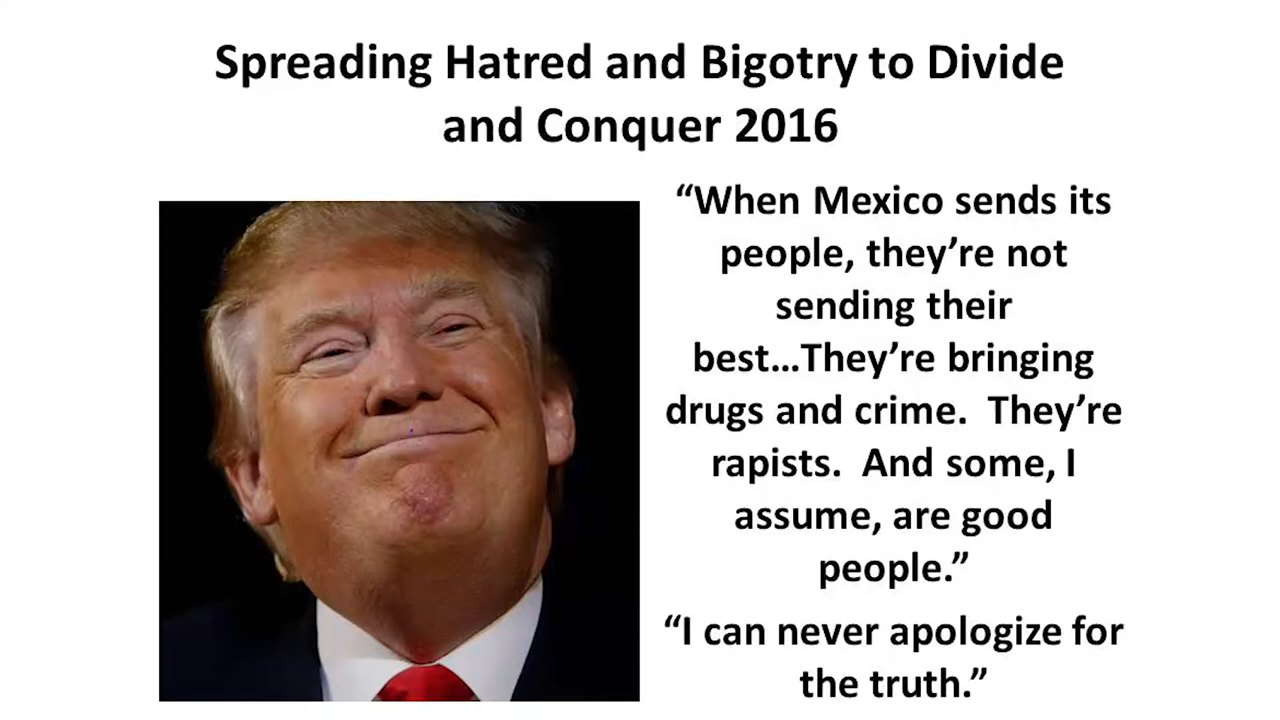 Spreading Hatred and Bigotry to Divide
and Conquer 2016
“When Mexico sends its
people, they’re not
sending their
best…They’re bringing
drugs and crime.  They’re
rapists.  And some, I
assume, are good
people.”
“I can never apologize for
the truth.”